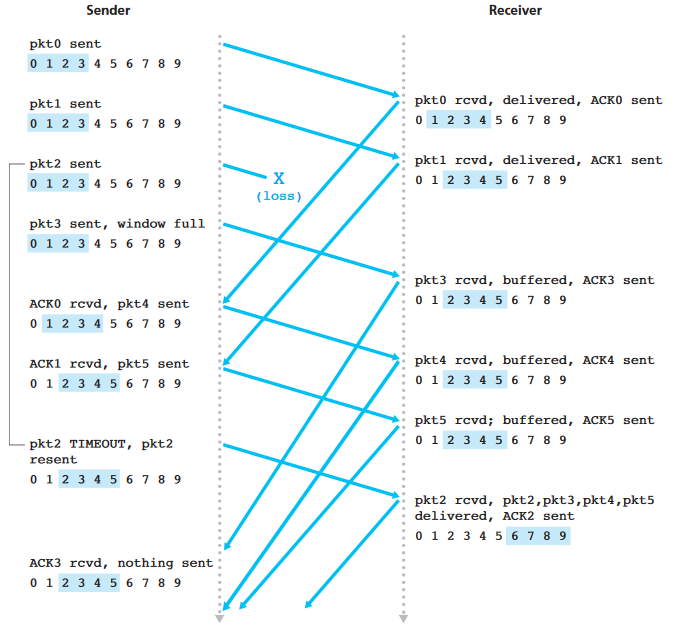 Sender
Receiver
pkt0 sent
0 1 2 3 4 5 6 7 8 9
pkt0 rcvd, delivered, ACK0 sent
0 1 2 3 4 5 6 7 8 9
pkt1 sent
0 1 2 3 4 5 6 7 8 9
pkt1 rcvd, delivered, ACK1 sent
0 1 2 3 4 5 6 7 8 9
pkt2 sent
0 1 2 3 4 5 6 7 8 9
X
(loss)
pkt3 sent, window full
0 1 2 3 4 5 6 7 8 9
pkt3 rcvd, buffered, ACK3 sent
0 1 2 3 4 5 6 7 8 9
ACK0 rcvd, pkt4 sent
0 1 2 3 4 5 6 7 8 9
pkt4 rcvd, buffered, ACK4 sent
0 1 2 3 4 5 6 7 8 9
ACK1 rcvd, pkt5 sent
0 1 2 3 4 5 6 7 8 9
pkt5 rcvd; buffered, ACK5 sent
0 1 2 3 4 5 6 7 8 9
pkt2 TIMEOUT, pkt2
resent
0 1 2 3 4 5 6 7 8 9
pkt2 rcvd, pkt2,pkt3,pkt4,pkt5
delivered, ACK2 sent
0 1 2 3 4 5 6 7 8 9
ACK3 rcvd, nothing sent
0 1 2 3 4 5 6 7 8 9